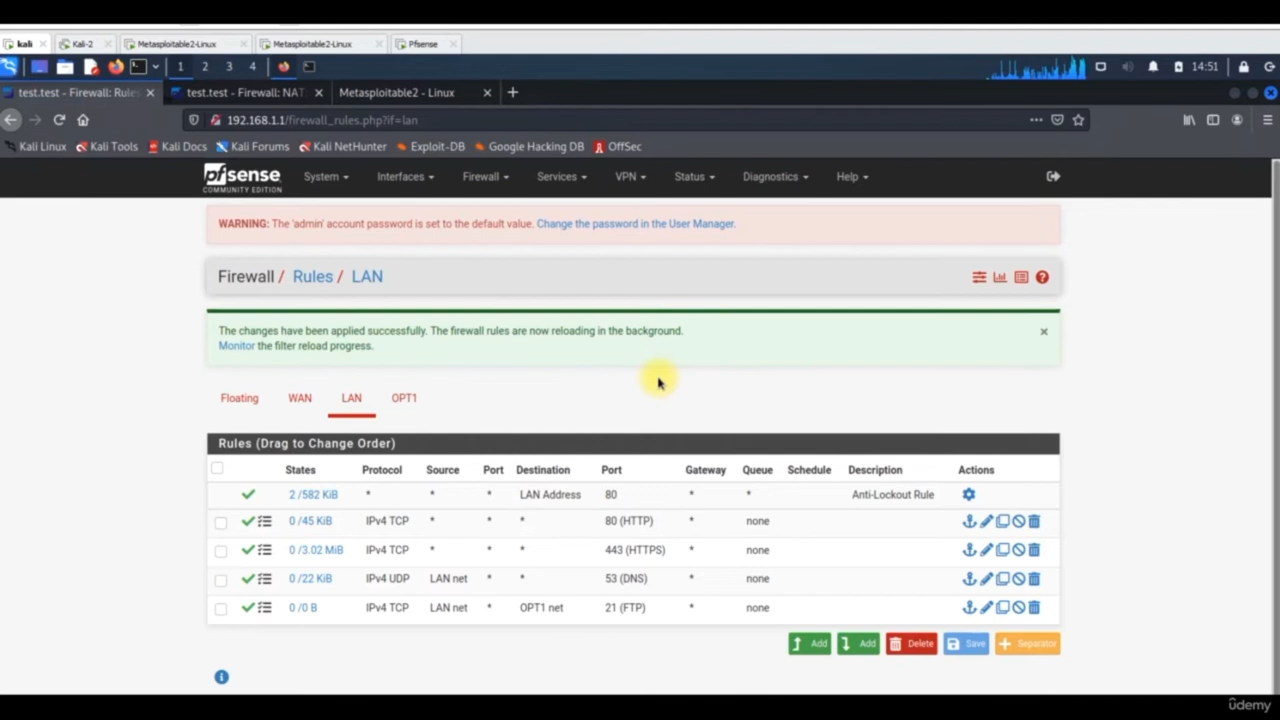 kali Kali-2 Metasploitable2-Linux Metasploitable2-Linux Pfsense
1 2 3 4 14:51
test.test - Firewall: Rules test.test - Firewall: NAT Metasploitable2 - Linux
192.168.1.1/firewall_rules.php?if=lan
Kali Linux Kali Tools Kali Docs Kali Forums Kali NetHunter Exploit-DB Google Hacking DB OffSec
pfsense System Interfaces Firewall Services VPN Status Diagnostics Help
COMMUNITY EDITION
WARNING: The 'admin' account password is set to the default value. Change the password in the User Manager.
Firewall / Rules / LAN
The changes have been applied successfully. The firewall rules are now reloading in the background.
Monitor the filter reload progress.
Floating WAN LAN OPT1
Rules (Drag to Change Order)
States Protocol Source Port Destination Port Gateway Queue Schedule Description Actions
2 /582 KiB * * * LAN Address 80 * * Anti-Lockout Rule
0 /45 KiB IPv4 TCP * * * 80 (HTTP) * none
0 /3.02 MiB IPv4 TCP * * * 443 (HTTPS) * none
0 /22 KiB IPv4 UDP LAN net * * 53 (DNS) * none
0 /0 B IPv4 TCP LAN net * OPT1 net 21 (FTP) * none
Add Add Delete Save Separator
udemy